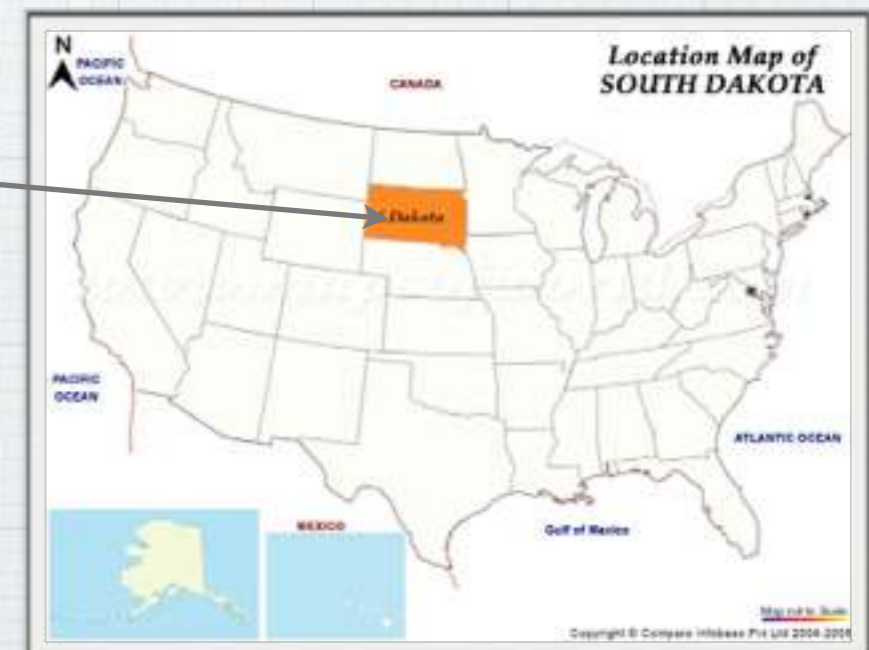 N
PACIFIC
OCEAN
CANADA
Location Map of
SOUTH DAKOTA
Dakota
PACIFIC
OCEAN
ATLANTIC OCEAN
MEXICO
Gulf of Mexico
Map not to Scale
Copyright © Compare Infobase Pvt Ltd 2004-2005